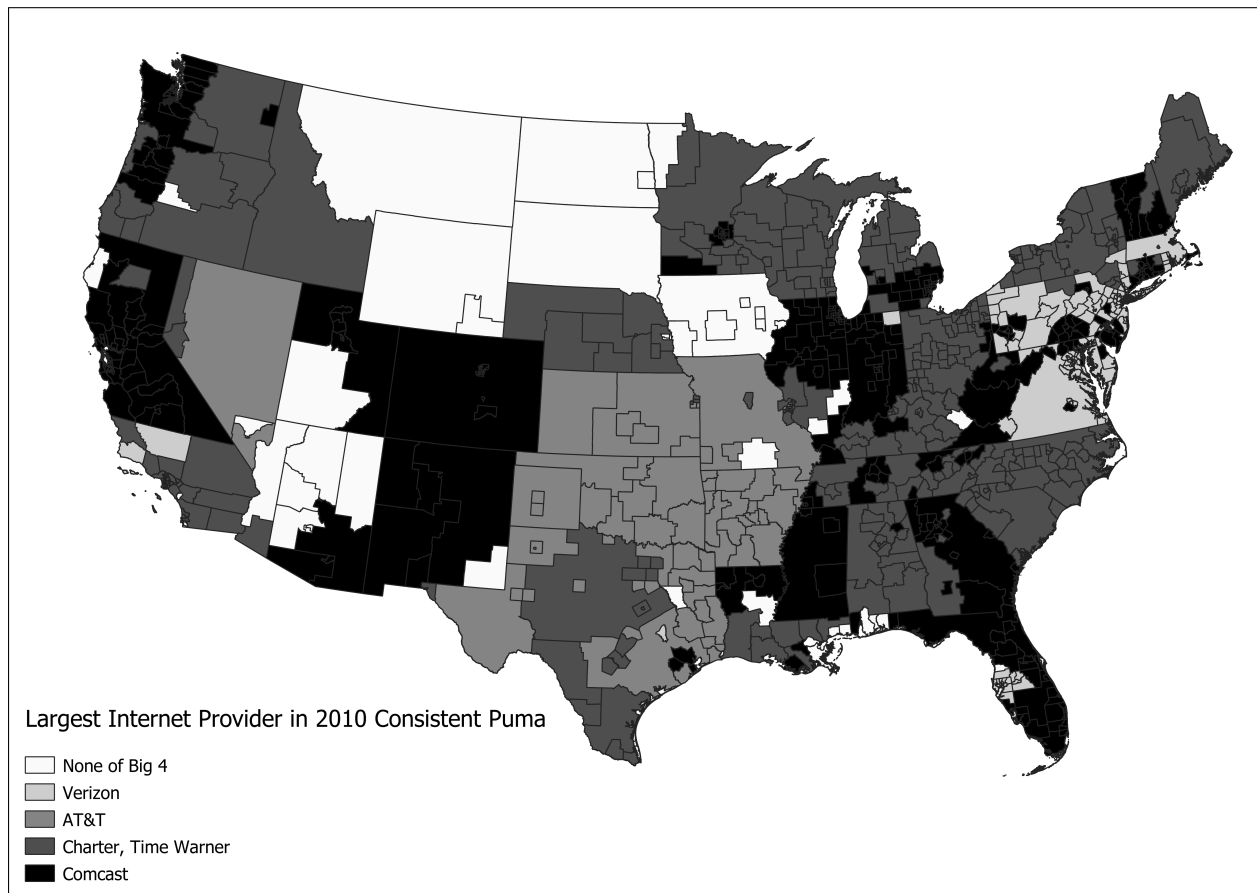 Largest Internet Provider in 2010 Consistent Puma
None of Big 4
Verizon
AT&T
Charter, Time Warner
Comcast